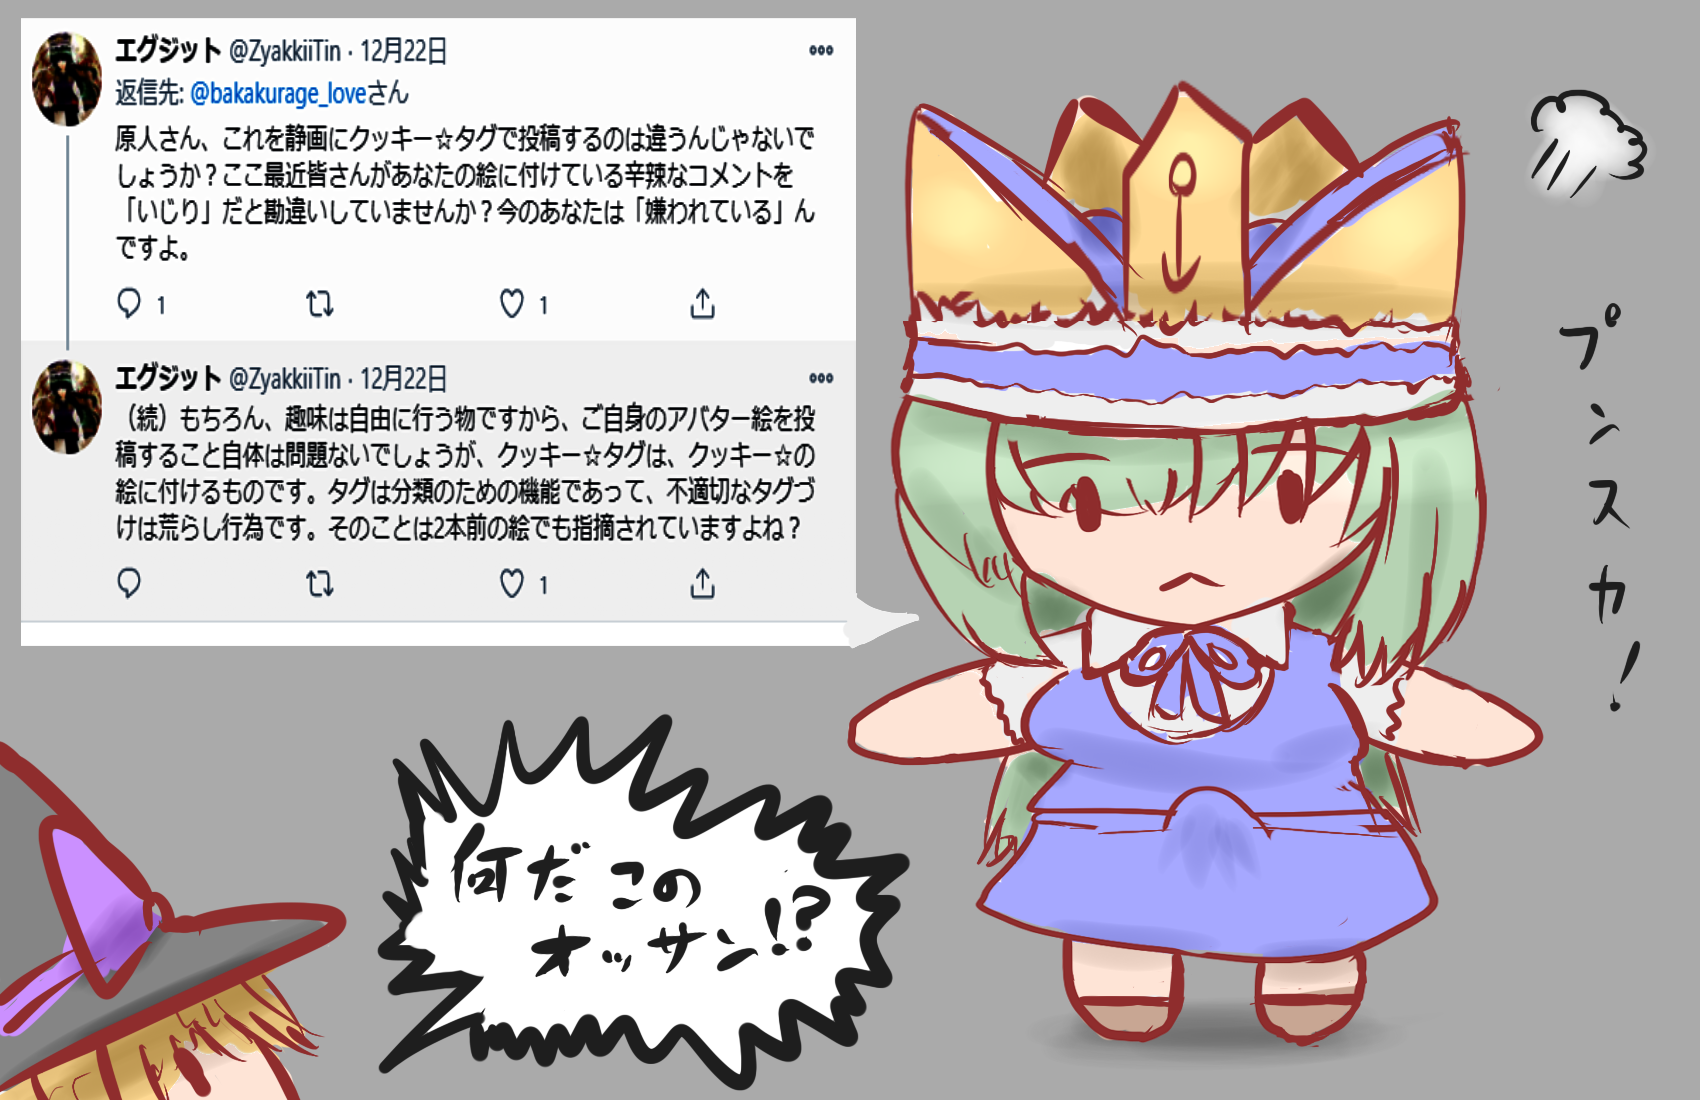 エグジット @ZyakkiiTin · 12月22日
返信先: @bakakurage_loveさん
原人さん、これを静画にクッキー☆タグで投稿するのは違うんじゃないで
しょうか？ここ最近皆さんがあなたの絵に付けている辛辣なコメントを
「いじり」だと勘違いしていませんか？今のあなたは「嫌われている」ん
ですよ。
1
1
エグジット @ZyakkiiTin · 12月22日
（続）もちろん、趣味は自由に行う物ですから、ご自身のアバター絵を投
稿すること自体は問題ないでしょうが、クッキー☆タグは、クッキー☆の
絵に付けるものです。タグは分類のための機能であって、不適切なタグづ
けは荒らし行為です。そのことは2本前の絵でも指摘されていますよね？
1
プンスカ！
何だこの
オッサン!?